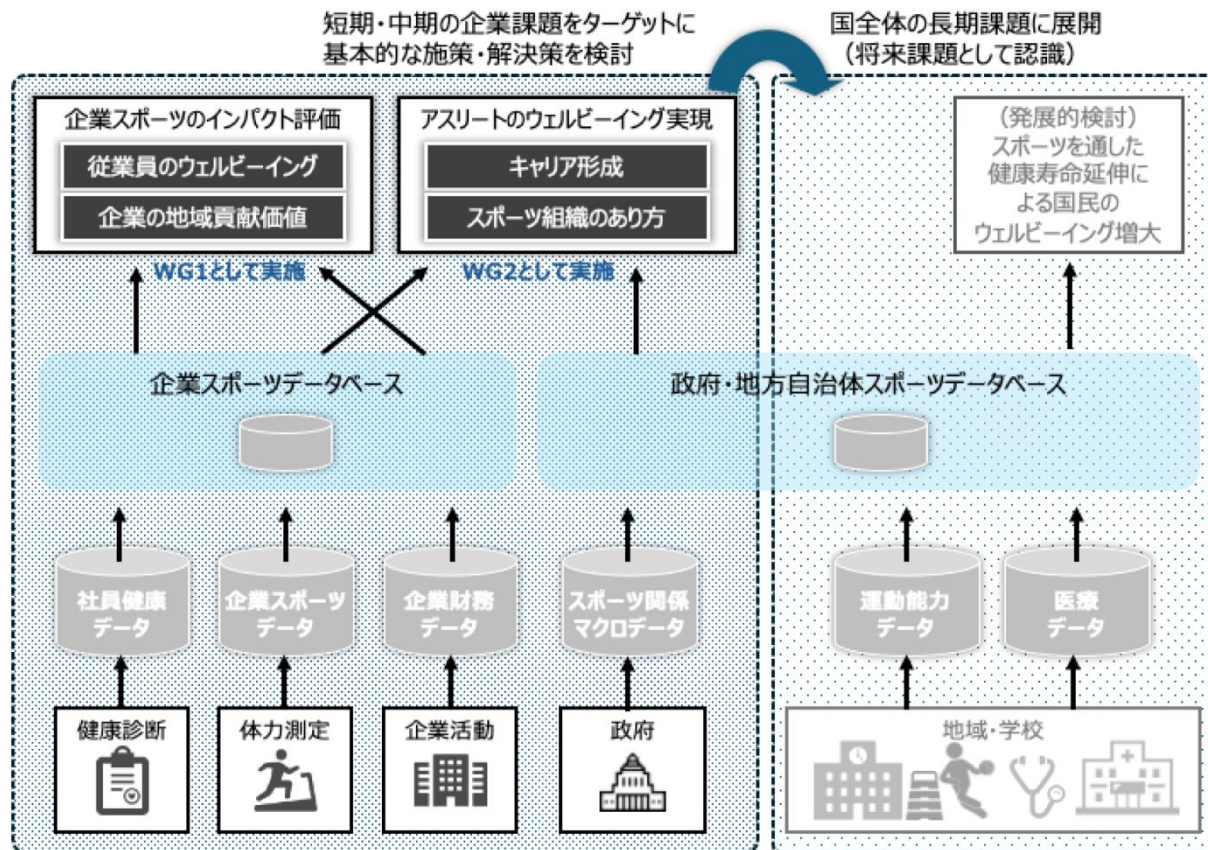 短期・中期の企業課題をターゲットに
基本的な施策・解決策を検討
国全体の長期課題に展開
（将来課題として認識）
企業スポーツのインパクト評価
従業員のウェルビーイング
企業の地域貢献価値
WG1として実施
アスリートのウェルビーイング実現
キャリア形成
スポーツ組織のあり方
WG2として実施
（発展的検討）
スポーツを通した
健康寿命延伸に
よる国民の
ウェルビーイング増大
企業スポーツデータベース
政府・地方自治体スポーツデータベース
社員健康
データ
企業スポーツ
データ
企業財務
データ
スポーツ関係
マクロデータ
運動能力
データ
医療
データ
健康診断
体力測定
企業活動
政府
地域・学校